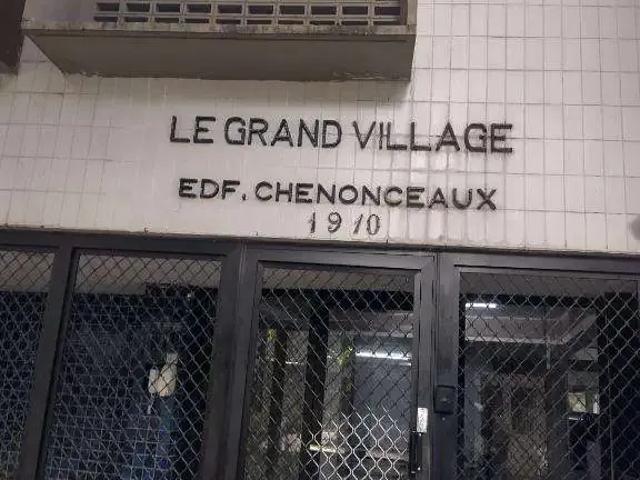 LE GRAND VILLAGE
EDF. CHENONCEAUX
1910